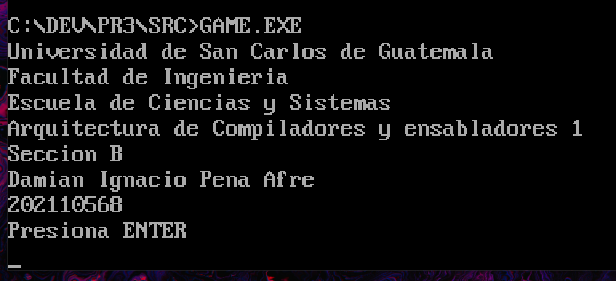 C:\DEV\PR3\SRC>GAME.EXE
Universidad de San Carlos de Guatemala
Facultad de Ingenieria
Escuela de Ciencias y Sistemas
Arquitectura de Compiladores y ensabladores 1
Seccion B
Damian Ignacio Pena Afre
202110568
Presiona ENTER
_